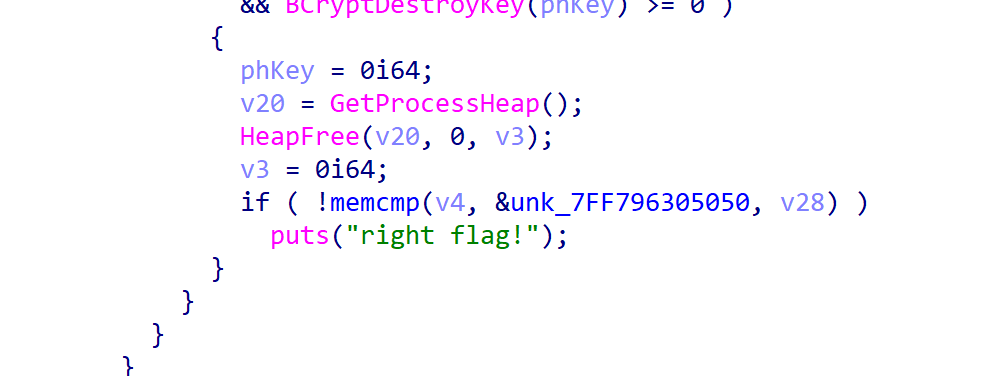 && BCryptDestroyKey(phKey) >= 0 )
{
phKey = 0i64;
v20 = GetProcessHeap();
HeapFree(v20, 0, v3);
v3 = 0i64;
if ( !memcmp(v4, &unk_7FF796305050, v28) )
puts("right flag!");
}
}
}
}